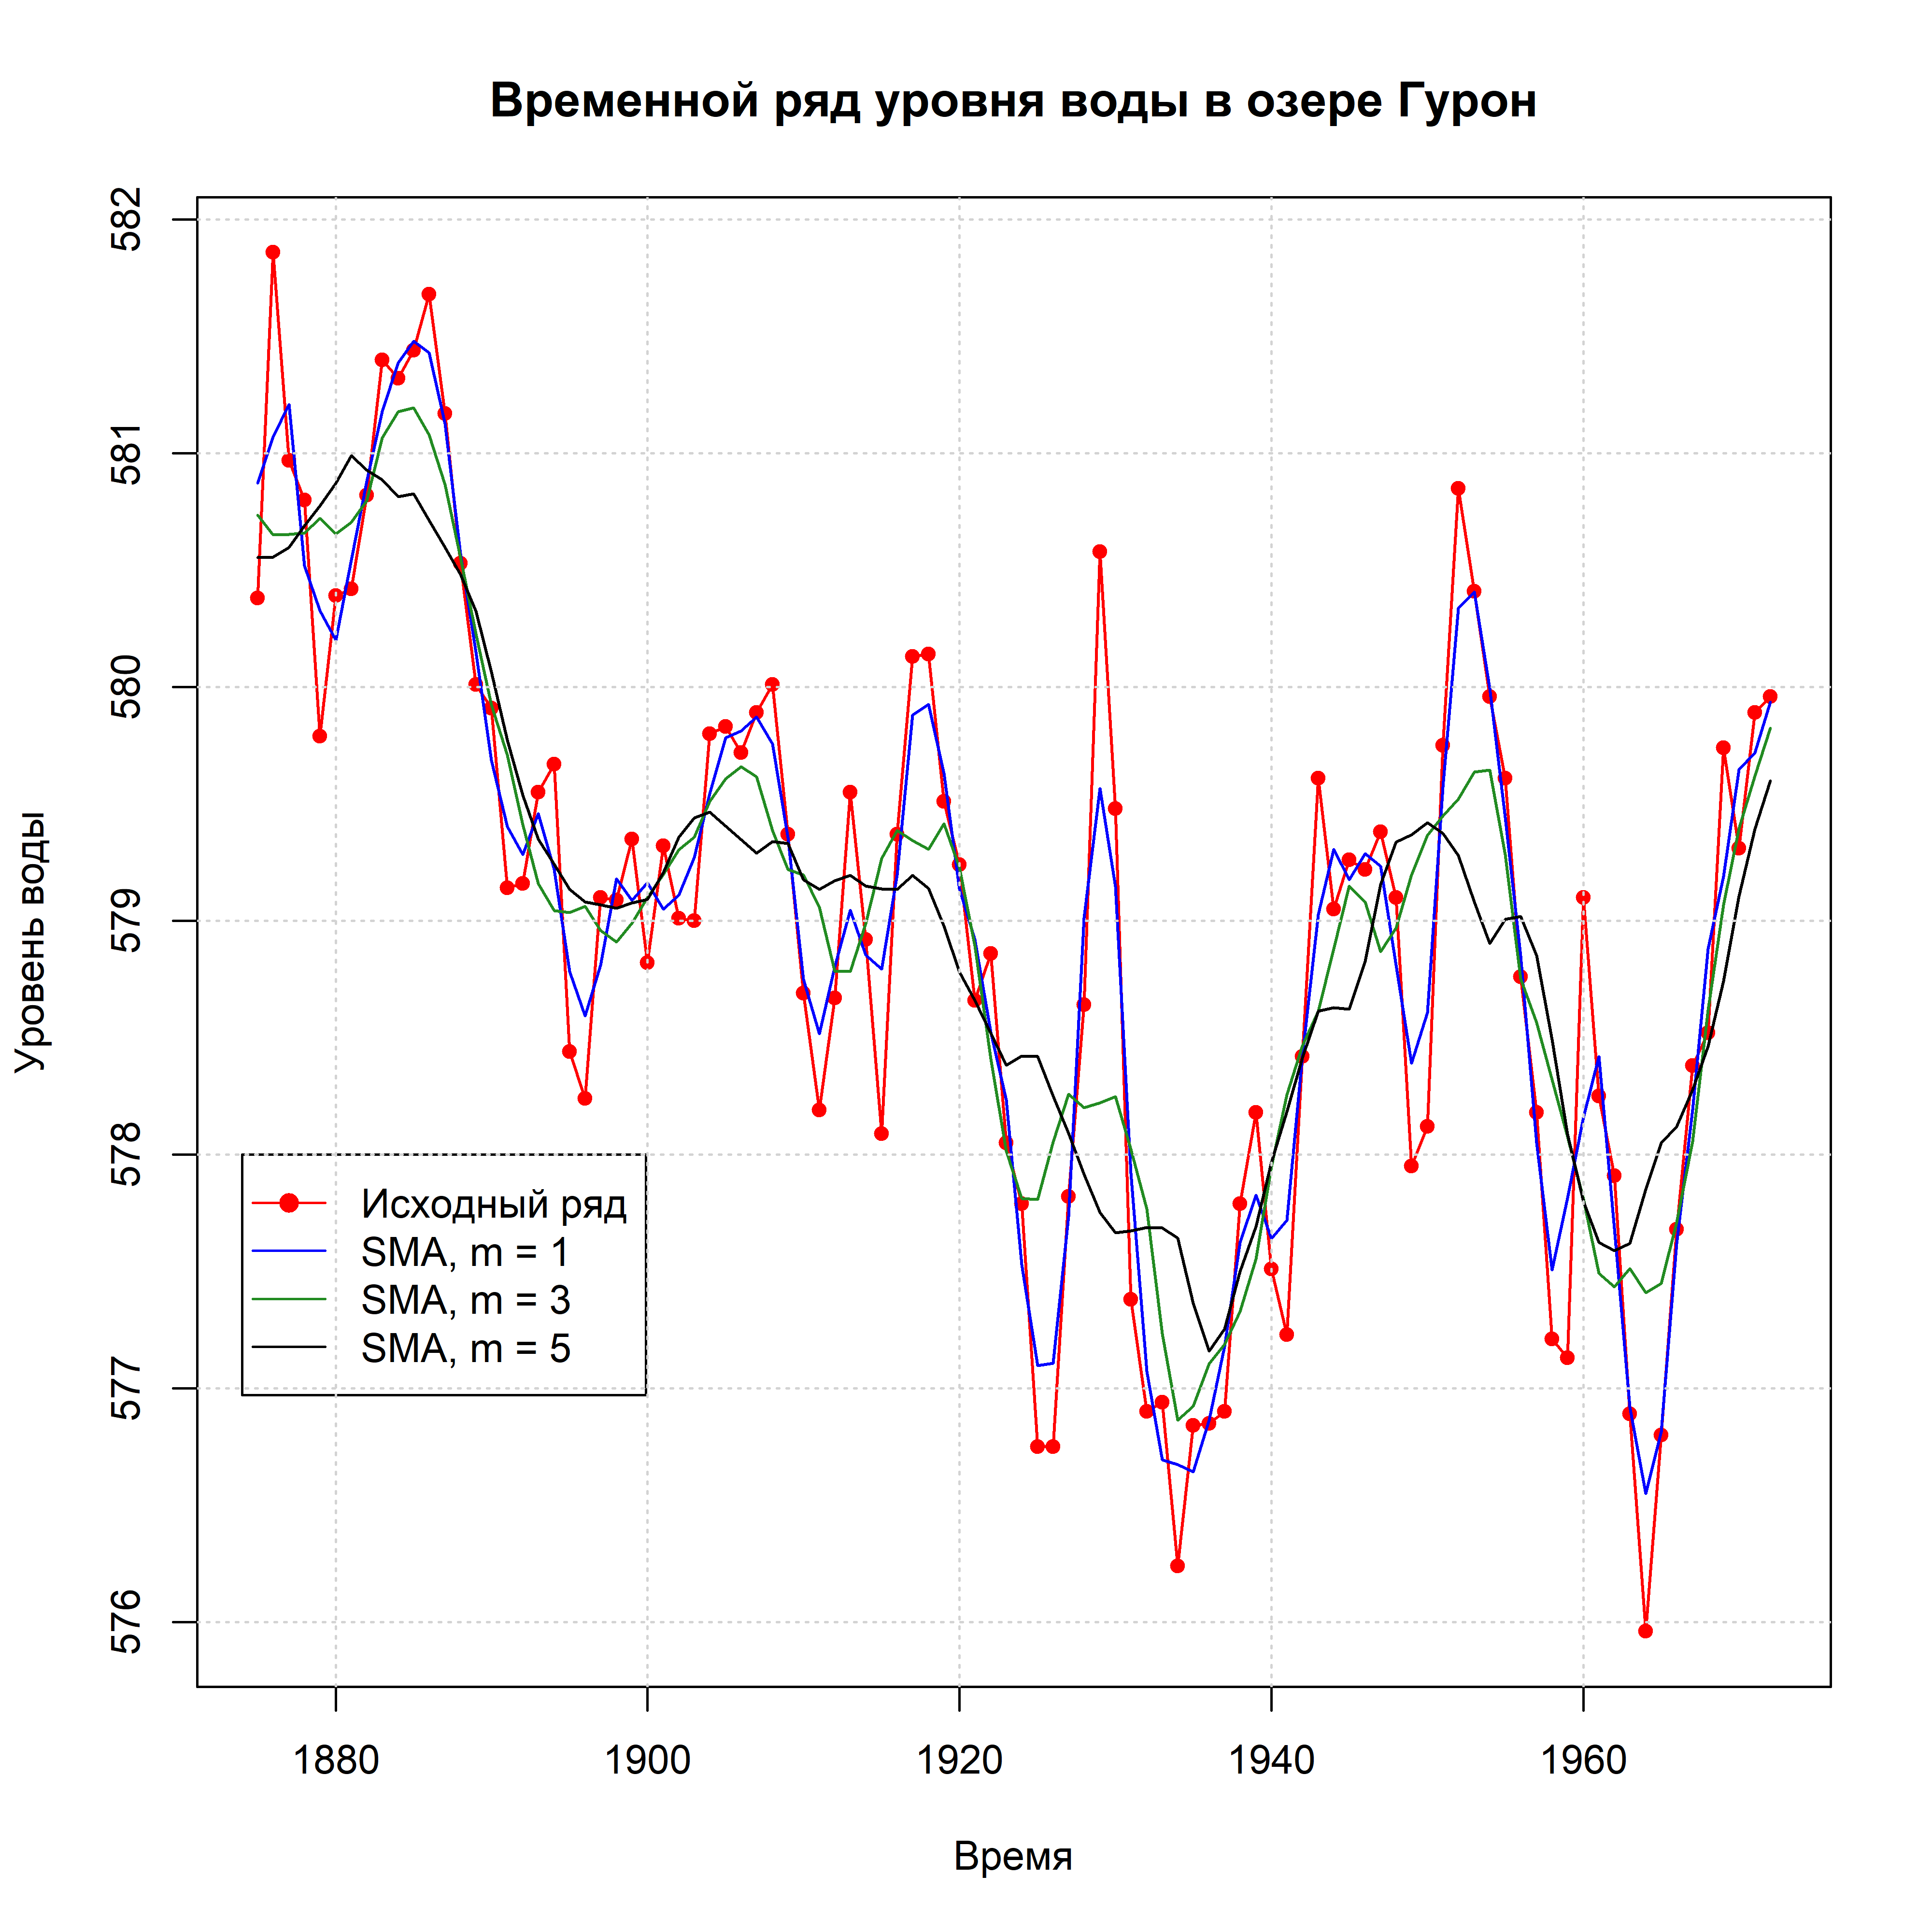 Временной ряд уровня воды в озере Гурон
Уровень воды
582
581
580
579
578
577
576
Исходный ряд
SMA, m = 1
SMA, m = 3
SMA, m = 5
1880 1900 1920 1940 1960
Время